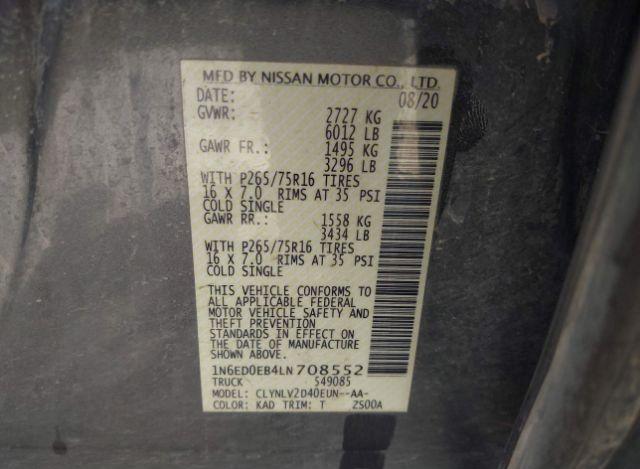 MFD BY NISSAN MOTOR CO., LTD.
DATE: 08/20
GVWR: 2727 KG
6012 LB
GAWR FR.: 1495 KG
3296 LB
WITH P265/75R16 TIRES
16 X 7.0 RIMS AT 35 PSI
COLD SINGLE
GAWR RR.: 1558 KG
3434 LB
WITH P265/75R16 TIRES
16 X 7.0 RIMS AT 35 PSI
COLD SINGLE
THIS VEHICLE CONFORMS TO
ALL APPLICABLE FEDERAL
MOTOR VEHICLE SAFETY AND
THEFT PREVENTION
STANDARDS IN EFFECT ON
THE DATE OF MANUFACTURE
SHOWN ABOVE.
1N6ED0EB4LN708552
TRUCK 549085
MODEL: CLYNLV2D40EUN--AA-
COLOR: KAD TRIM: T ZS00A